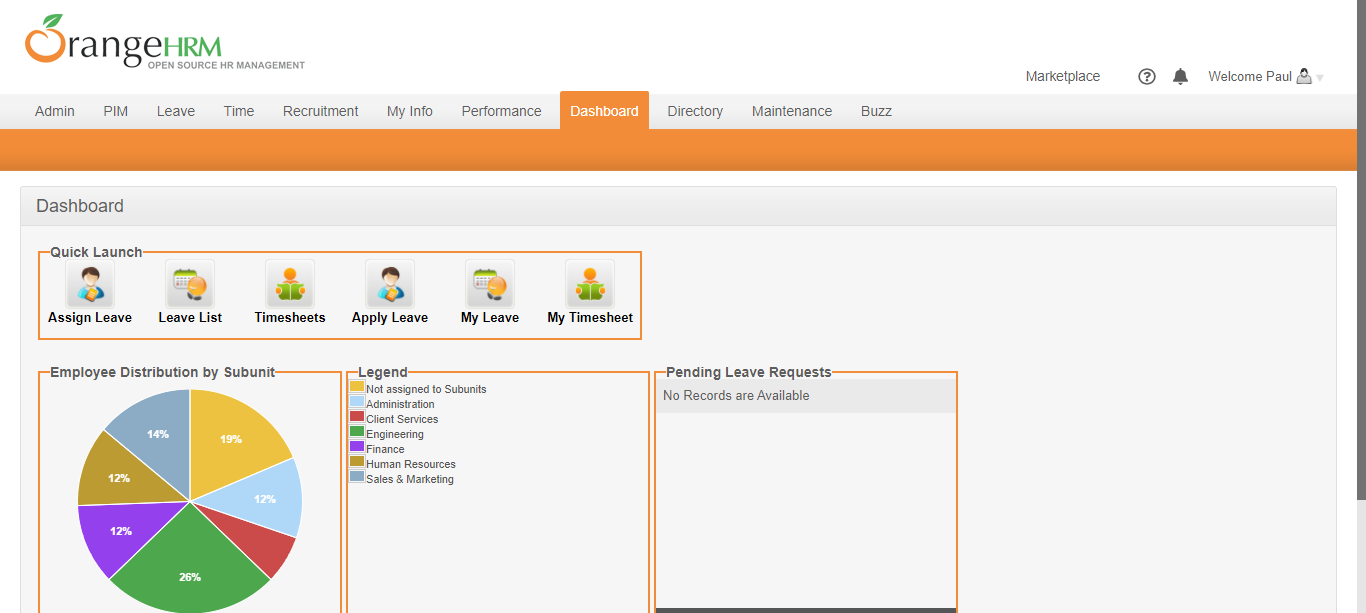 OrangeHRM
OPEN SOURCE HR MANAGEMENT
Marketplace ? Welcome Paul
Admin PIM Leave Time Recruitment My Info Performance Dashboard Directory Maintenance Buzz
Dashboard
Quick Launch
Assign Leave Leave List Timesheets Apply Leave My Leave My Timesheet
Employee Distribution by Subunit
19%
12%
26%
12%
12%
14%
Legend
Not assigned to Subunits
Administration
Client Services
Engineering
Finance
Human Resources
Sales & Marketing
Pending Leave Requests
No Records are Available